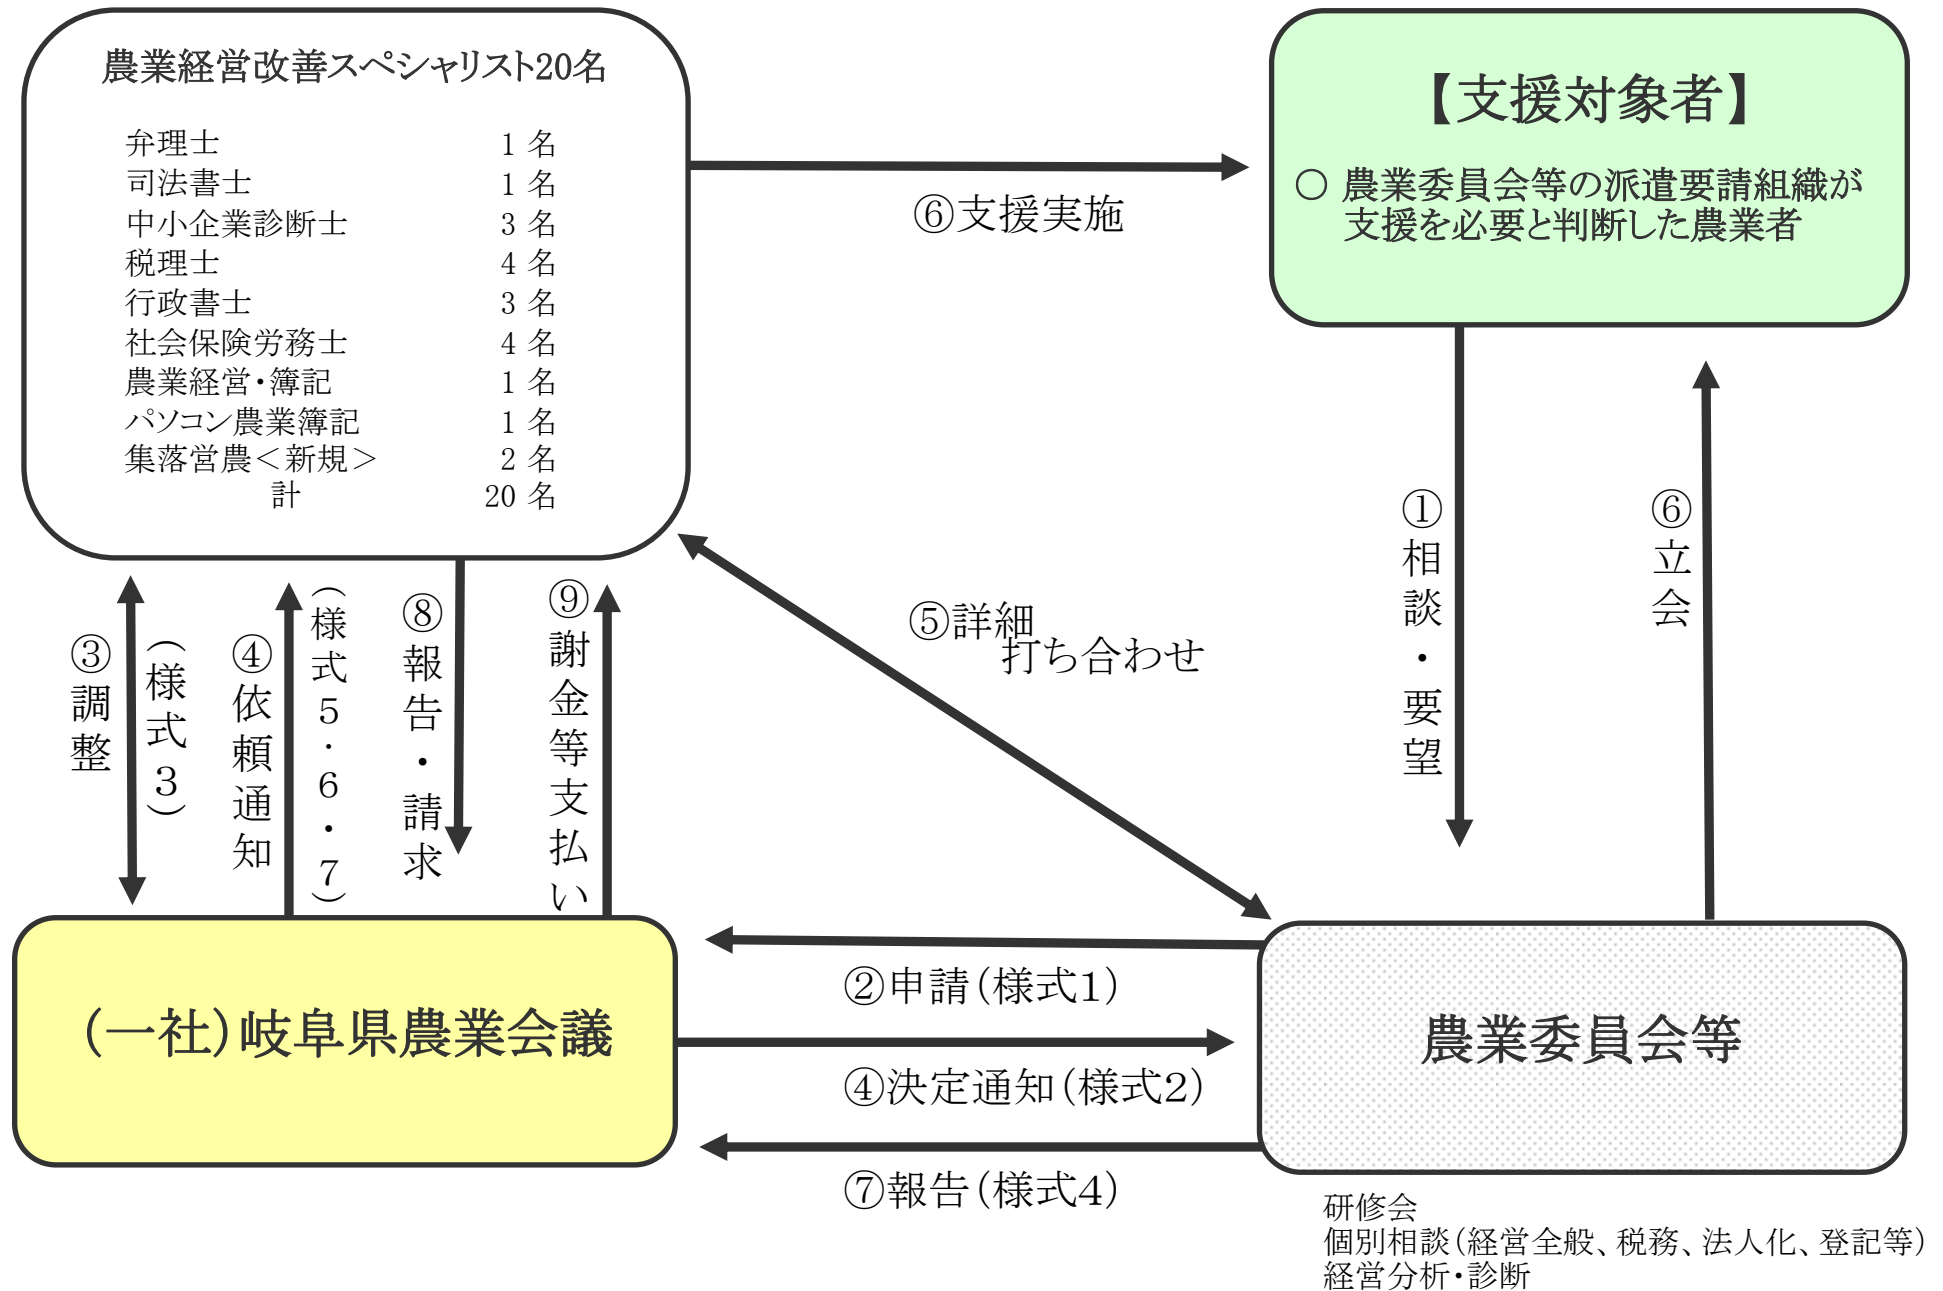 農業経営改善スペシャリスト20名
弁理士 1 名
司法書士 1 名
中小企業診断士 3 名
税理士 4 名
行政書士 3 名
社会保険労務士 4 名
農業経営・簿記 1 名
パソコン農業簿記 1 名
集落営農＜新規＞ 2 名
計 20 名
【支援対象者】
○ 農業委員会等の派遣要請組織が
支援を必要と判断した農業者
⑥支援実施
①相談・要望
⑥立会
③調整
（様式３）
④依頼通知
（様式５・６・７）
⑧報告・請求
⑨謝金等支払い
⑤詳細
打ち合わせ
②申請（様式１）
④決定通知（様式２）
⑦報告（様式４）
（一社）岐阜県農業会議
農業委員会等
研修会
個別相談（経営全般、税務、法人化、登記等）
経営分析・診断